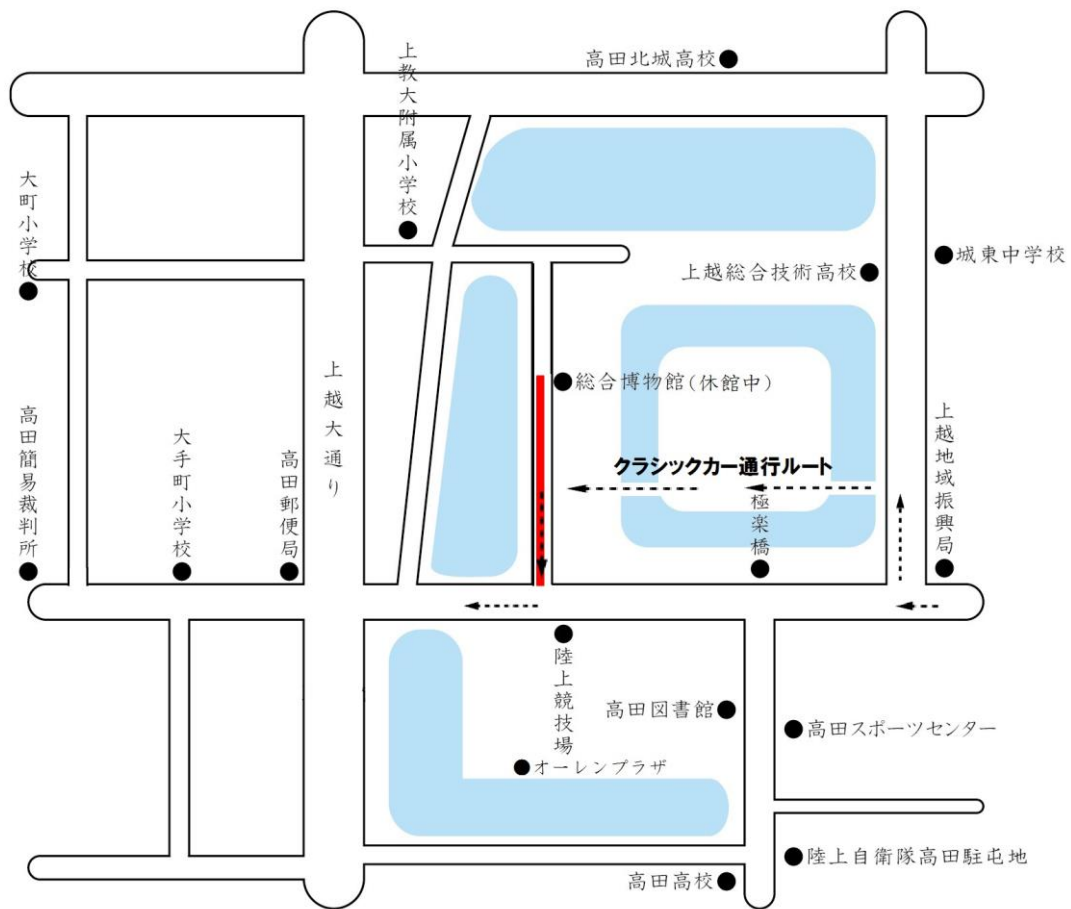 高田北城高校
上教大附属小学校
大町小学校
城東中学校
上越総合技術高校
上越大通り
総合博物館(休館中)
高田簡易裁判所
大手町小学校
高田郵便局
クラシックカー通行ルート
極楽橋
上越地域振興局
陸上競技場
高田図書館
高田スポーツセンター
オーレンプラザ
陸上自衛隊高田駐屯地
高田高校